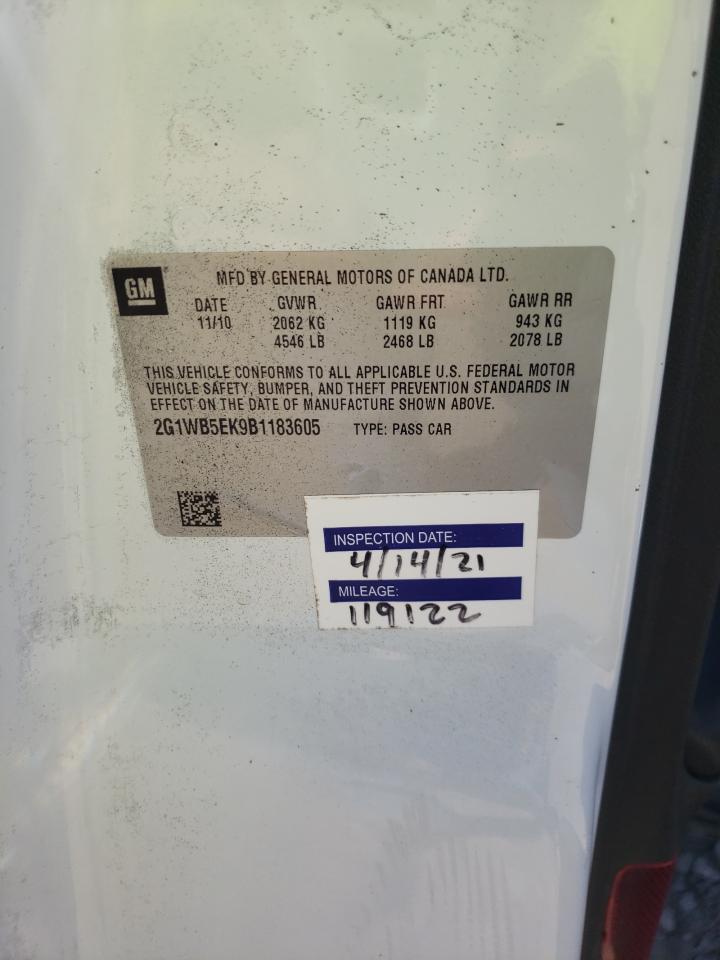 GM
MFD BY GENERAL MOTORS OF CANADA LTD.
DATE GVWR GAWR FRT GAWR RR
11/10 2062 KG 1119 KG 943 KG
4546 LB 2468 LB 2078 LB
THIS VEHICLE CONFORMS TO ALL APPLICABLE U.S. FEDERAL MOTOR
VEHICLE SAFETY, BUMPER, AND THEFT PREVENTION STANDARDS IN
EFFECT ON THE DATE OF MANUFACTURE SHOWN ABOVE.
2G1WB5EK9B1183605 TYPE: PASS CAR
INSPECTION DATE:
4/14/21
MILEAGE:
119122